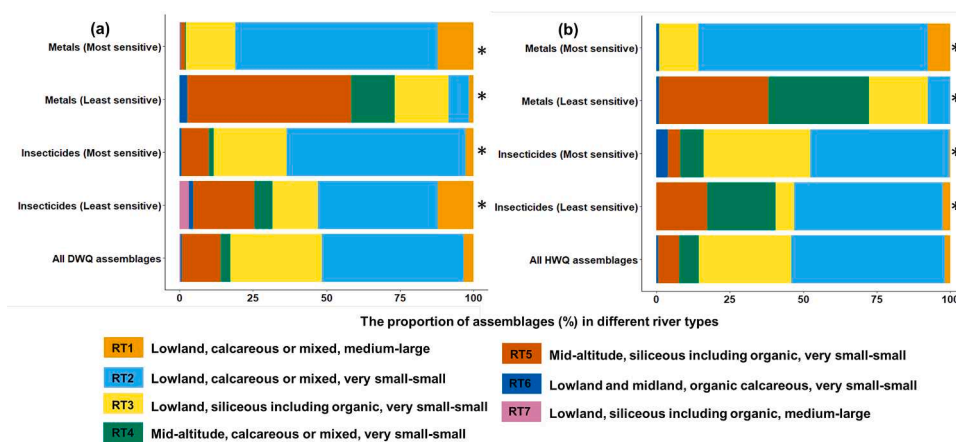 (a)
Metals (Most sensitive)
*
Metals (Least sensitive)
*
Insecticides (Most sensitive)
*
Insecticides (Least sensitive)
*
All DWQ assemblages
0 25 50 75 100
(b)
Metals (Most sensitive)
*
Metals (Least sensitive)
*
Insecticides (Most sensitive)
*
Insecticides (Least sensitive)
*
All HWQ assemblages
0 25 50 75 100
The proportion of assemblages (%) in different river types
RT1 Lowland, calcareous or mixed, medium-large
RT2 Lowland, calcareous or mixed, very small-small
RT3 Lowland, siliceous including organic, very small-small
RT4 Mid-altitude, calcareous or mixed, very small-small
RT5 Mid-altitude, siliceous including organic, very small-small
RT6 Lowland and midland, organic calcareous, very small-small
RT7 Lowland, siliceous including organic, medium-large